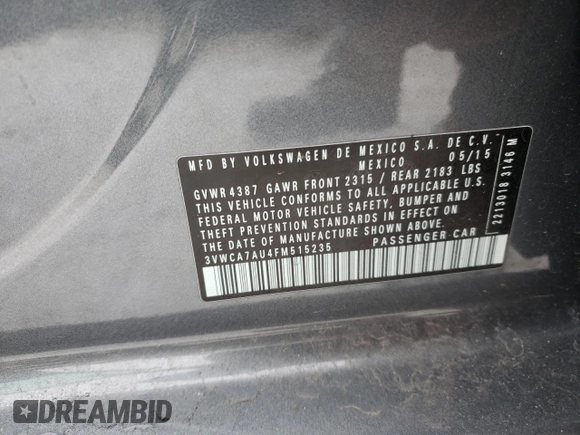 MFD BY VOLKSWAGEN DE MEXICO S.A. DE C.V.
MEXICO 05/15
GVWR 4387 GAWR FRONT 2315 / REAR 2183 LBS
THIS VEHICLE CONFORMS TO ALL APPLICABLE U.S.
FEDERAL MOTOR VEHICLE SAFETY, BUMPER AND
THEFT PREVENTION STANDARDS IN EFFECT ON
THE DATE OF MANUFACTURE SHOWN ABOVE.
3VWCA7AU4FM515235 PASSENGER CAR
2213018 3146 M
DREAMBID